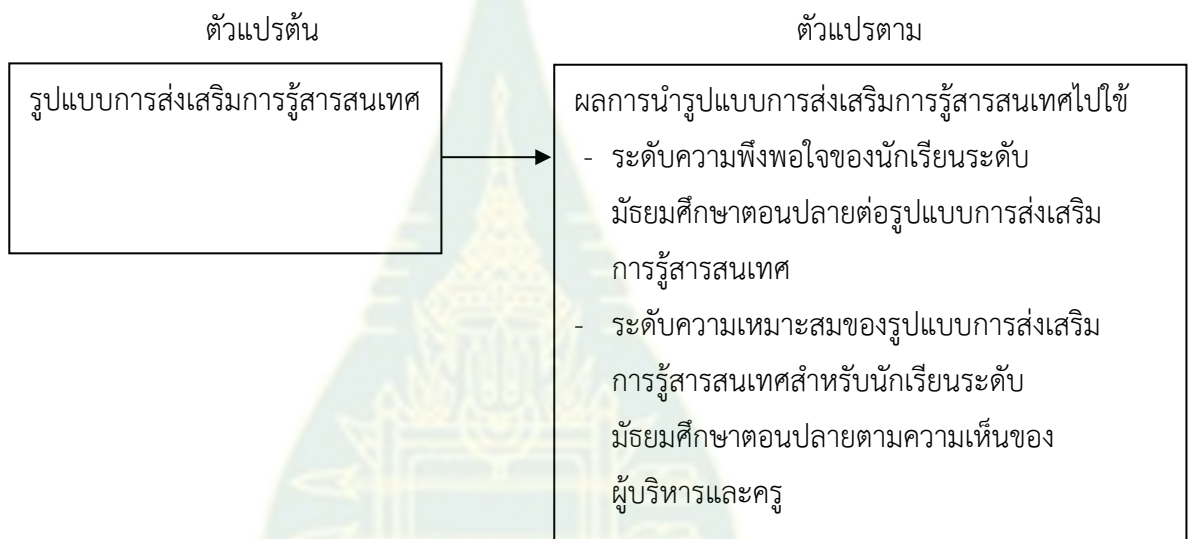 ตัวแปรต้น
ตัวแปรตาม
รูปแบบการส่งเสริมการรู้สารสนเทศ
ผลการนำรูปแบบการส่งเสริมการรู้สารสนเทศไปใช้
- ระดับความพึงพอใจของนักเรียนระดับ
มัธยมศึกษาตอนปลายต่อรูปแบบการส่งเสริม
การรู้สารสนเทศ
- ระดับความเหมาะสมของรูปแบบการส่งเสริม
การรู้สารสนเทศสำหรับนักเรียนระดับ
มัธยมศึกษาตอนปลายตามความเห็นของ
ผู้บริหารและครู